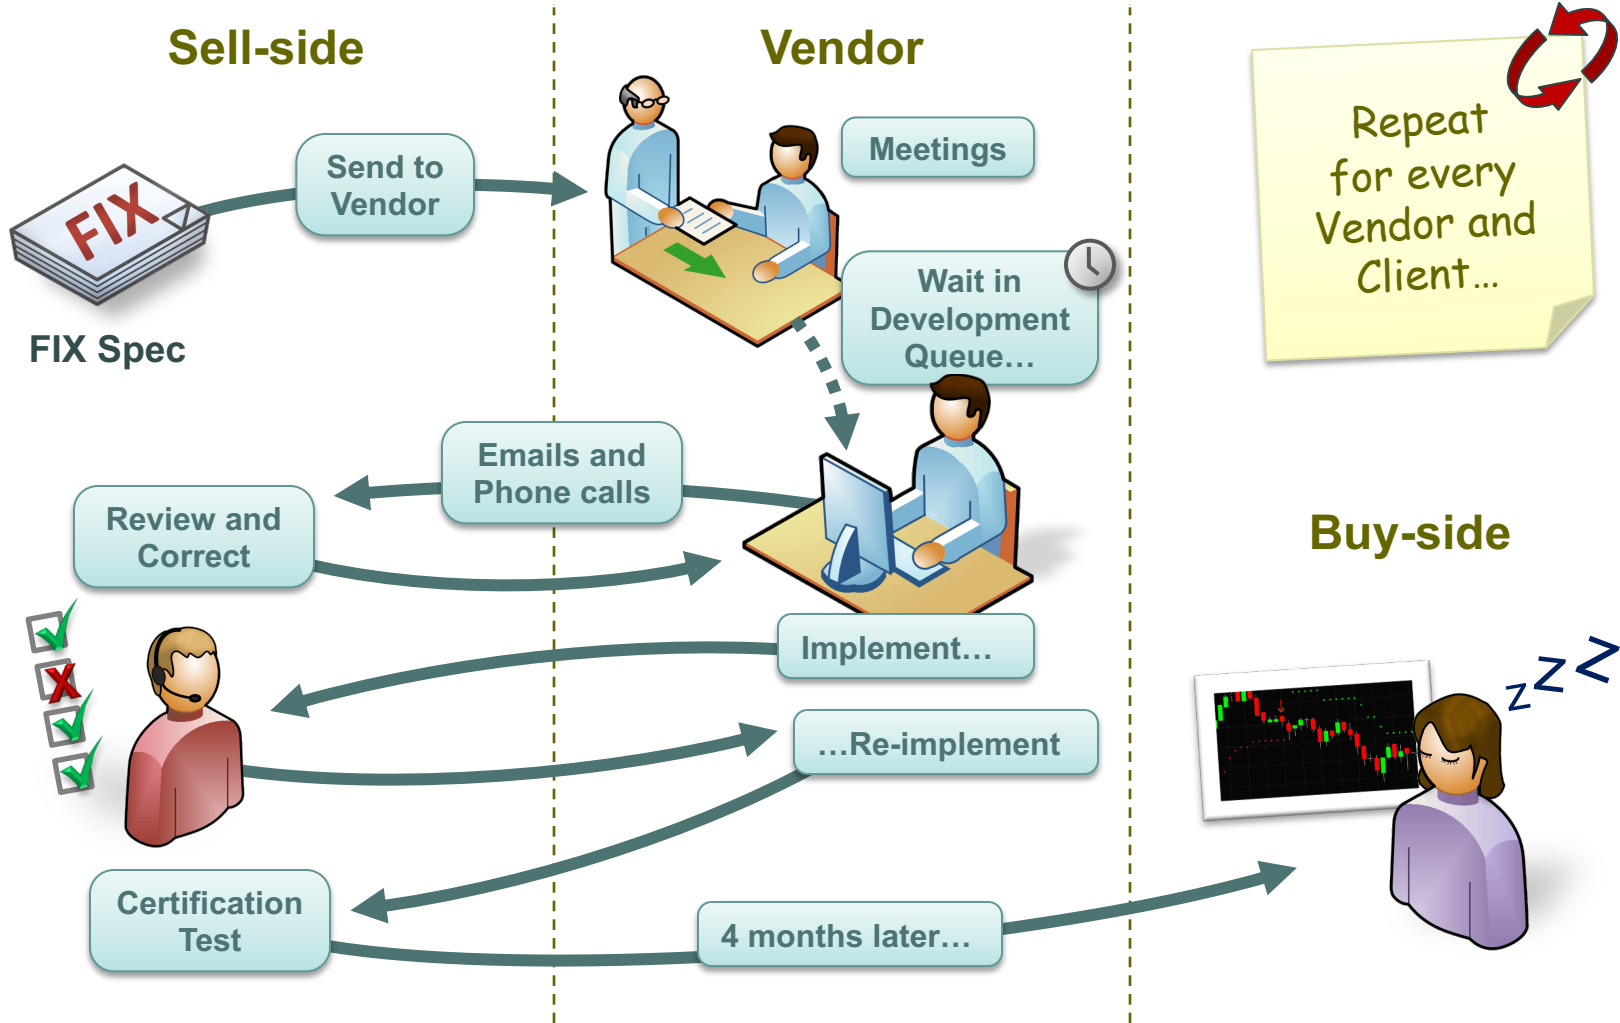 Sell-side
Vendor
Repeat
for every
Vendor and
Client...
Send to
Vendor
Meetings
FIX
FIX Spec
Wait in
Development
Queue...
Emails and
Phone calls
Review and
Correct
Buy-side
Implement...
...Re-implement
z z Z
Certification
Test
4 months later...